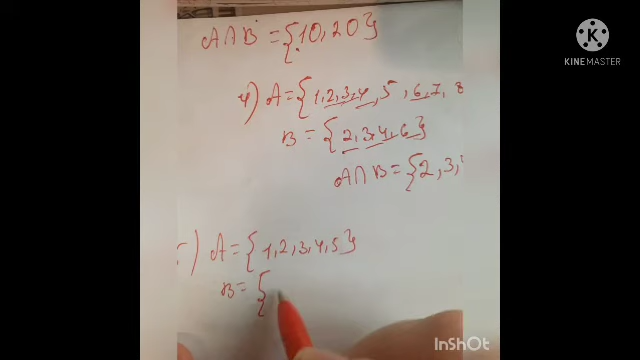 A∩B = {10, 20}
4) A = {1, 2, 3, 4, 5, 6, 7, 8
B = {2, 3, 4, 6}
A∩B = {2, 3,
) A = {1, 2, 3, 4, 5}
B = {
KINEMASTER
InShOt